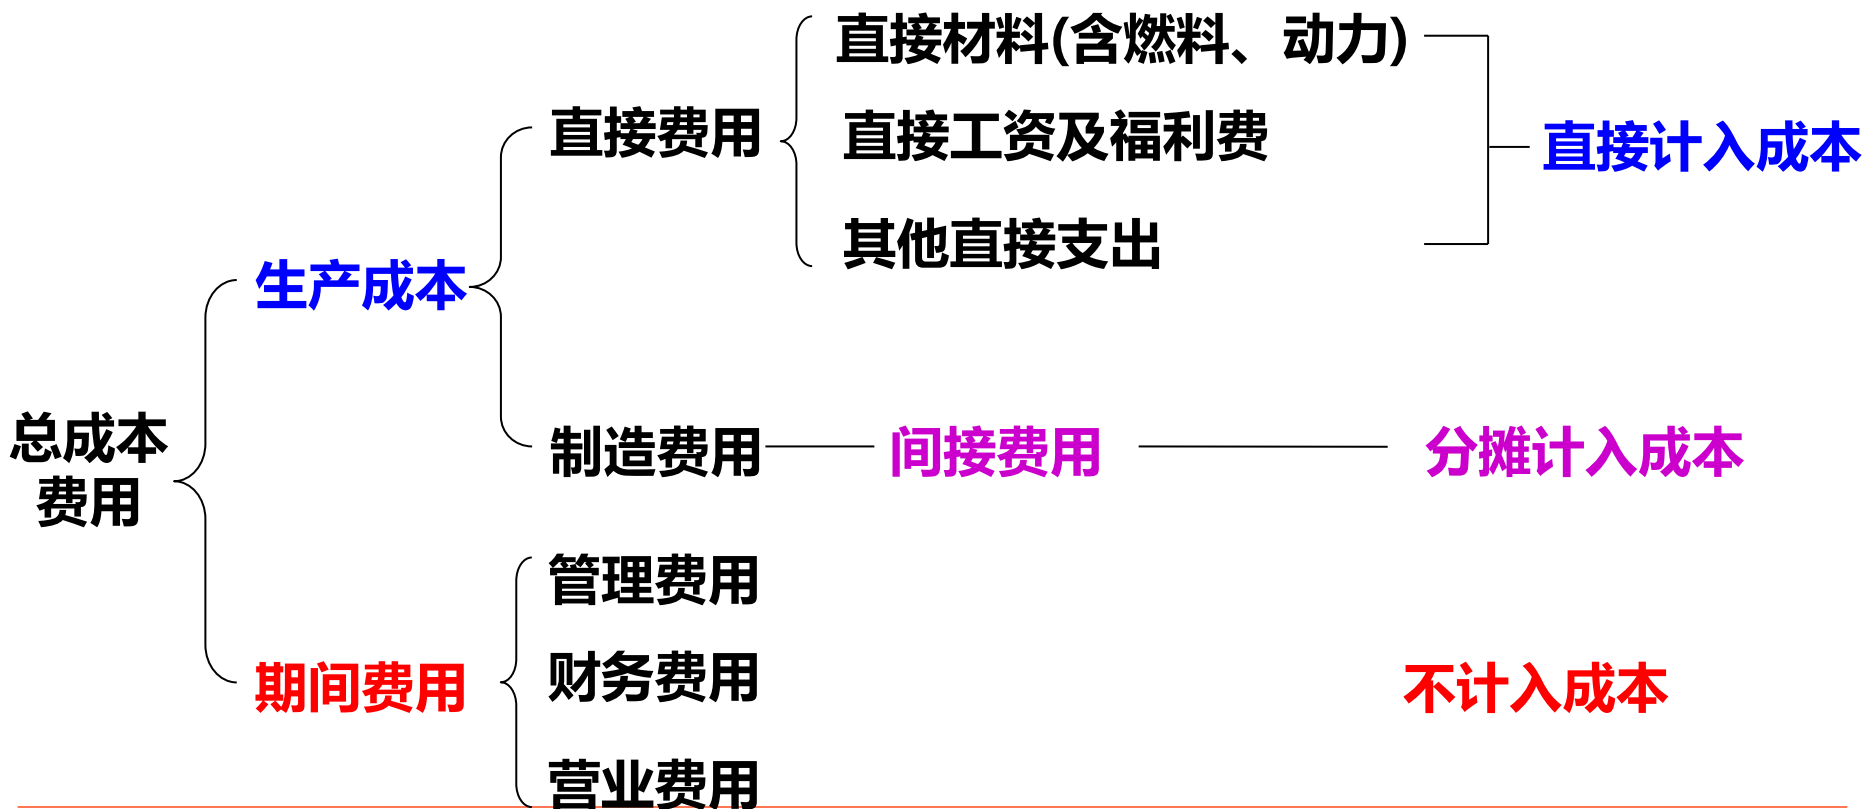 直接材料(含燃料、动力)
直接费用
直接工资及福利费
直接计入成本
其他直接支出
生产成本
总成本
费用
制造费用
间接费用
分摊计入成本
管理费用
财务费用
期间费用
不计入成本
营业费用